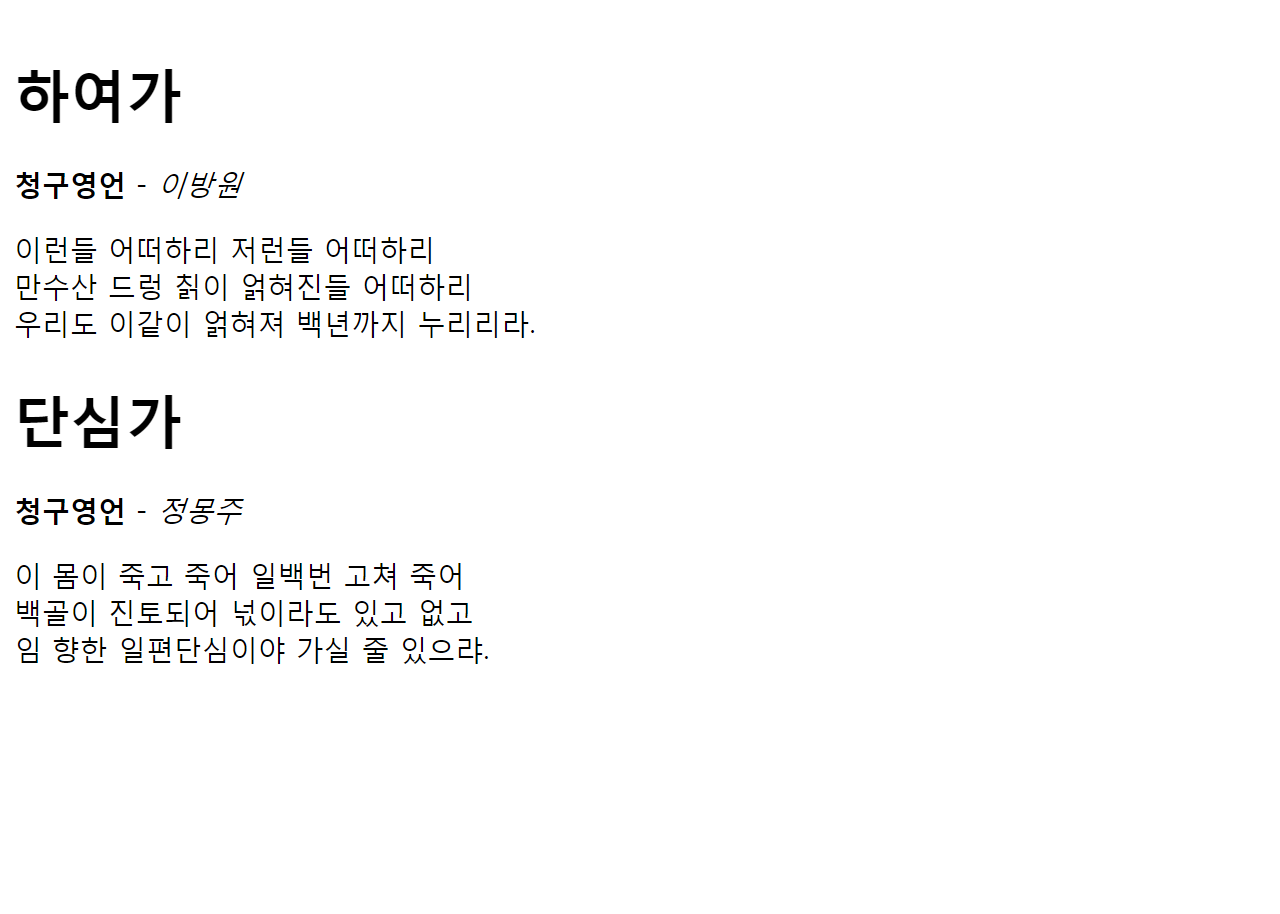 하여가
청구영언 - 이방원
이런들 어떠하리 저런들 어떠하리
만수산 드렁 칡이 얽혀진들 어떠하리
우리도 이같이 얽혀져 백년까지 누리리라.
단심가
청구영언 - 정몽주
이 몸이 죽고 죽어 일백번 고쳐 죽어
백골이 진토되어 넋이라도 있고 없고
임 향한 일편단심이야 가실 줄 있으랴.